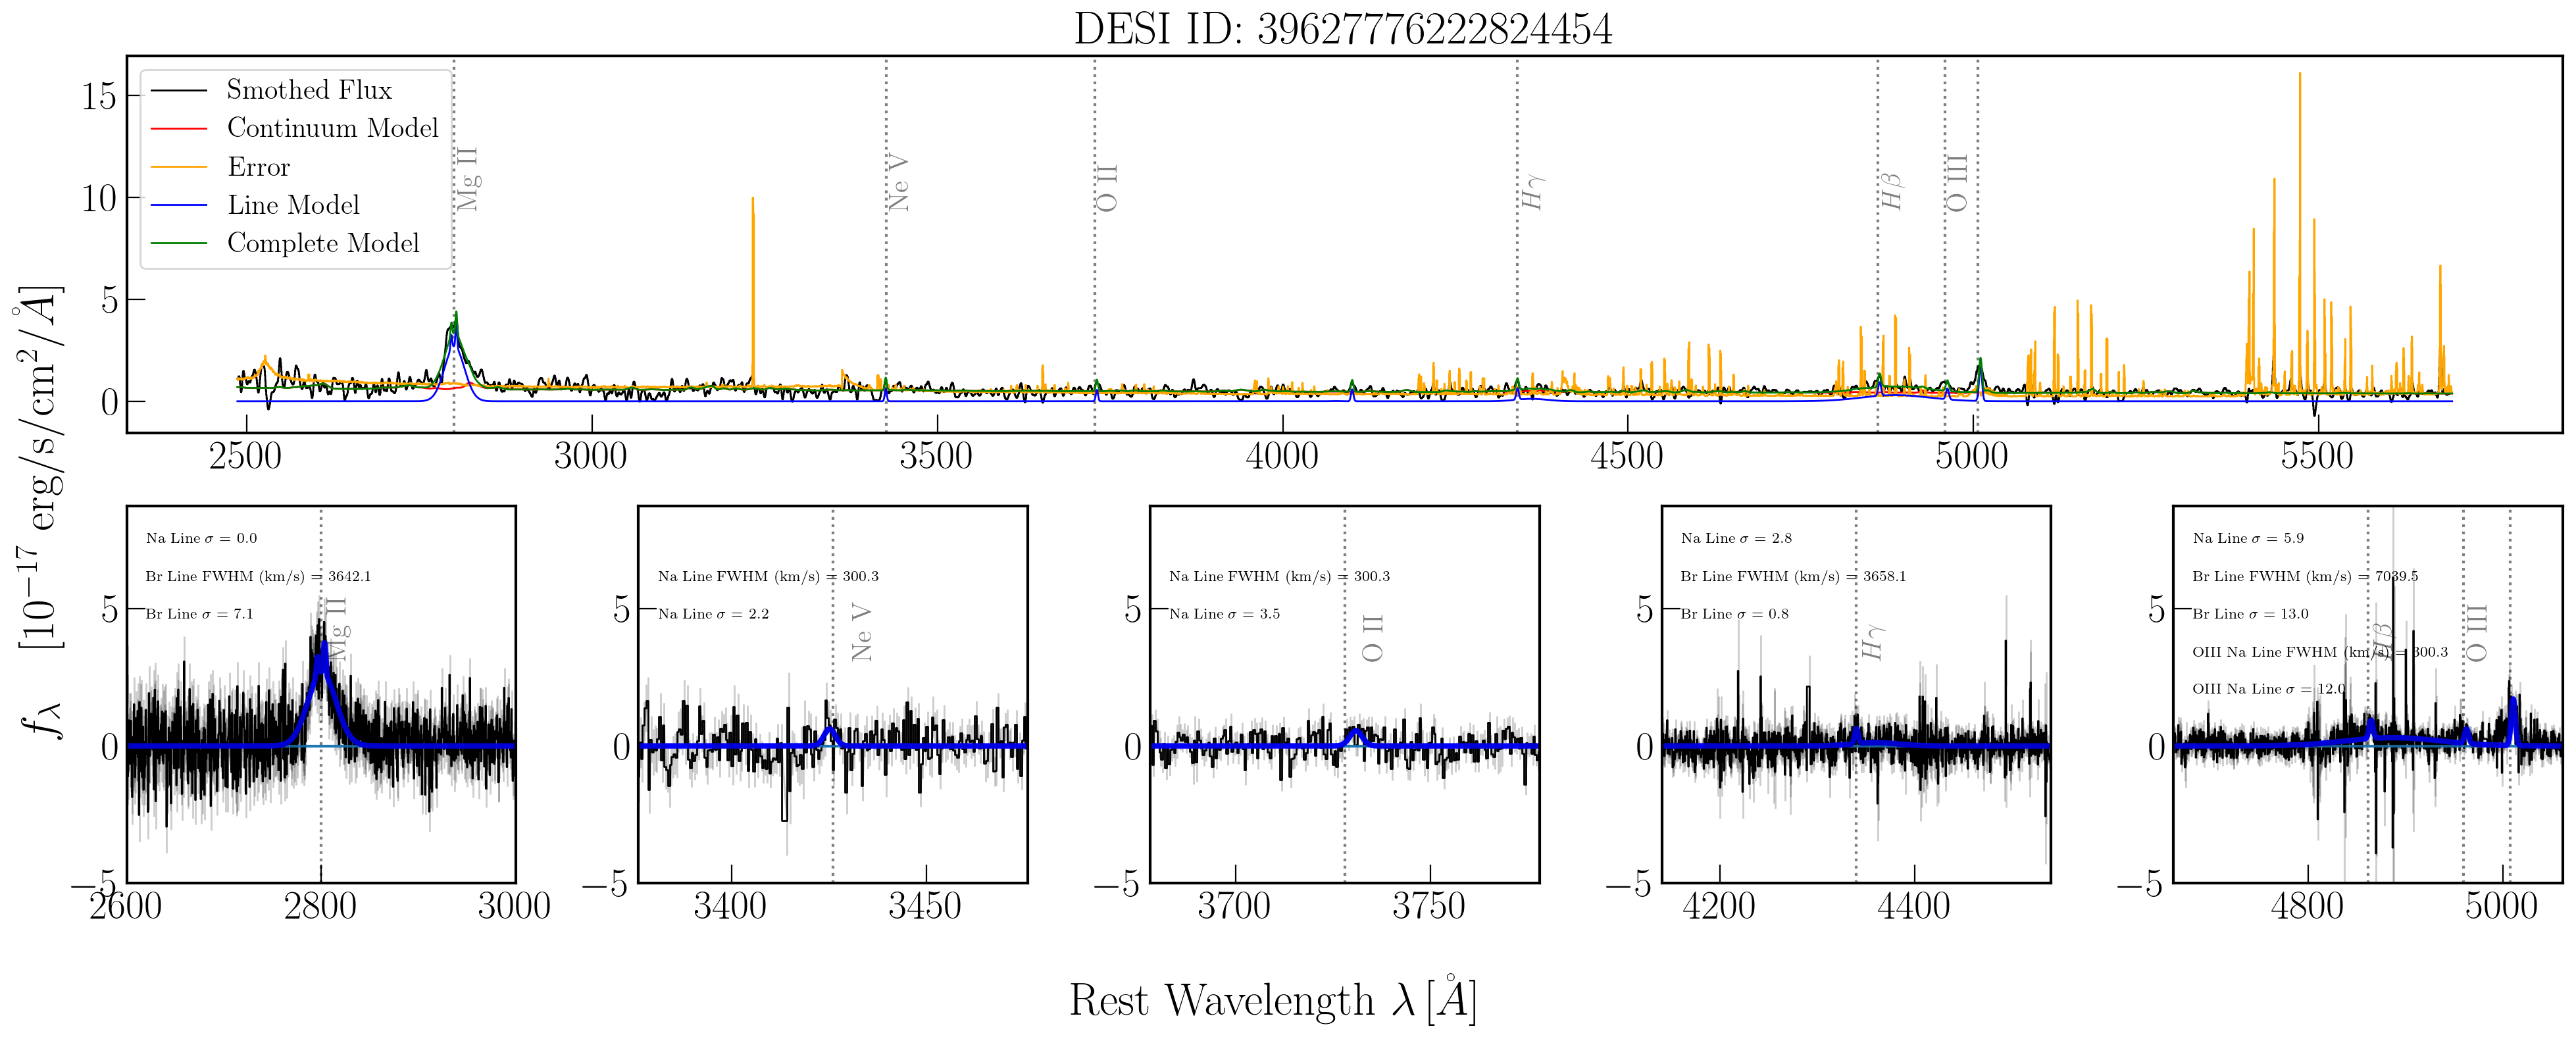 DESI ID: 39627776222824454
Smothed Flux
Continuum Model
Error
Line Model
Complete Model
Mg II
Ne V
O II
Hγ
Hβ
O III
15
10
5
0
2500 3000 3500 4000 4500 5000 5500
fλ [10−17 erg/s/cm2/Å]
Na Line σ = 0.0
Br Line FWHM (km/s) = 3642.1
Br Line σ = 7.1
Mg II
5
0
−5
2600 2800 3000
Na Line FWHM (km/s) = 300.3
Na Line σ = 2.2
Ne V
5
0
−5
3400 3450
Na Line FWHM (km/s) = 300.3
Na Line σ = 3.5
O II
5
0
−5
3700 3750
Na Line σ = 2.8
Br Line FWHM (km/s) = 3658.1
Br Line σ = 0.8
Hγ
5
0
−5
4200 4400
Na Line σ = 5.9
Br Line FWHM (km/s) = 7039.5
Br Line σ = 13.0
OIII Na Line FWHM (km/s) = 300.3
OIII Na Line σ = 12.0
Hβ
O III
5
0
−5
4800 5000
Rest Wavelength λ [Å]